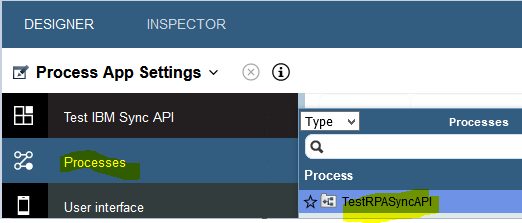 DESIGNER INSPECTOR
Process App Settings
Test IBM Sync API
Type Processes
Processes
Process
TestRPASyncAPI
User interface